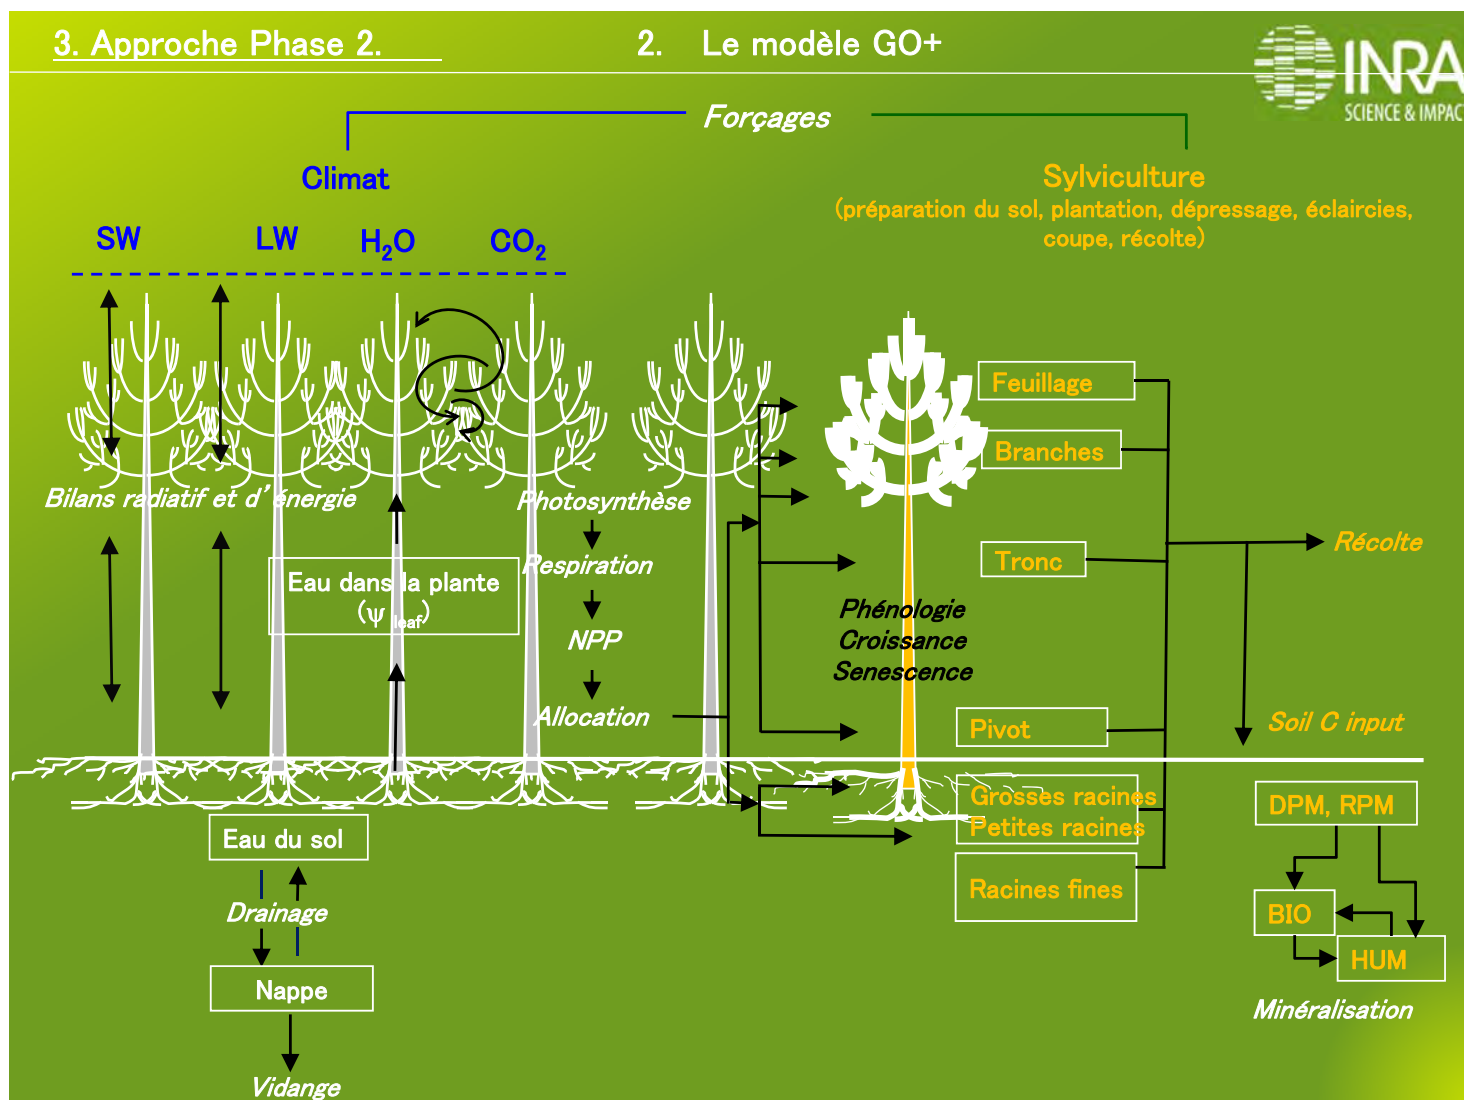 3. Approche Phase 2.
2. Le modèle GO+
INRA
SCIENCE & IMPACT
Forçages
Climat
Sylviculture
(préparation du sol, plantation, dépressage, éclaircies,
coupe, récolte)
SW LW H₂O CO₂
Feuillage
Branches
Bilans radiatif et d'énergie
Photosynthèse
Respiration
NPP
Allocation
Eau dans la plante
(ψ leaf)
Tronc
Récolte
Phénologie
Croissance
Senescence
Pivot
Soil C input
Grosses racines
Petites racines
Racines fines
DPM, RPM
BIO
HUM
Minéralisation
Eau du sol
Drainage
Nappe
Vidange